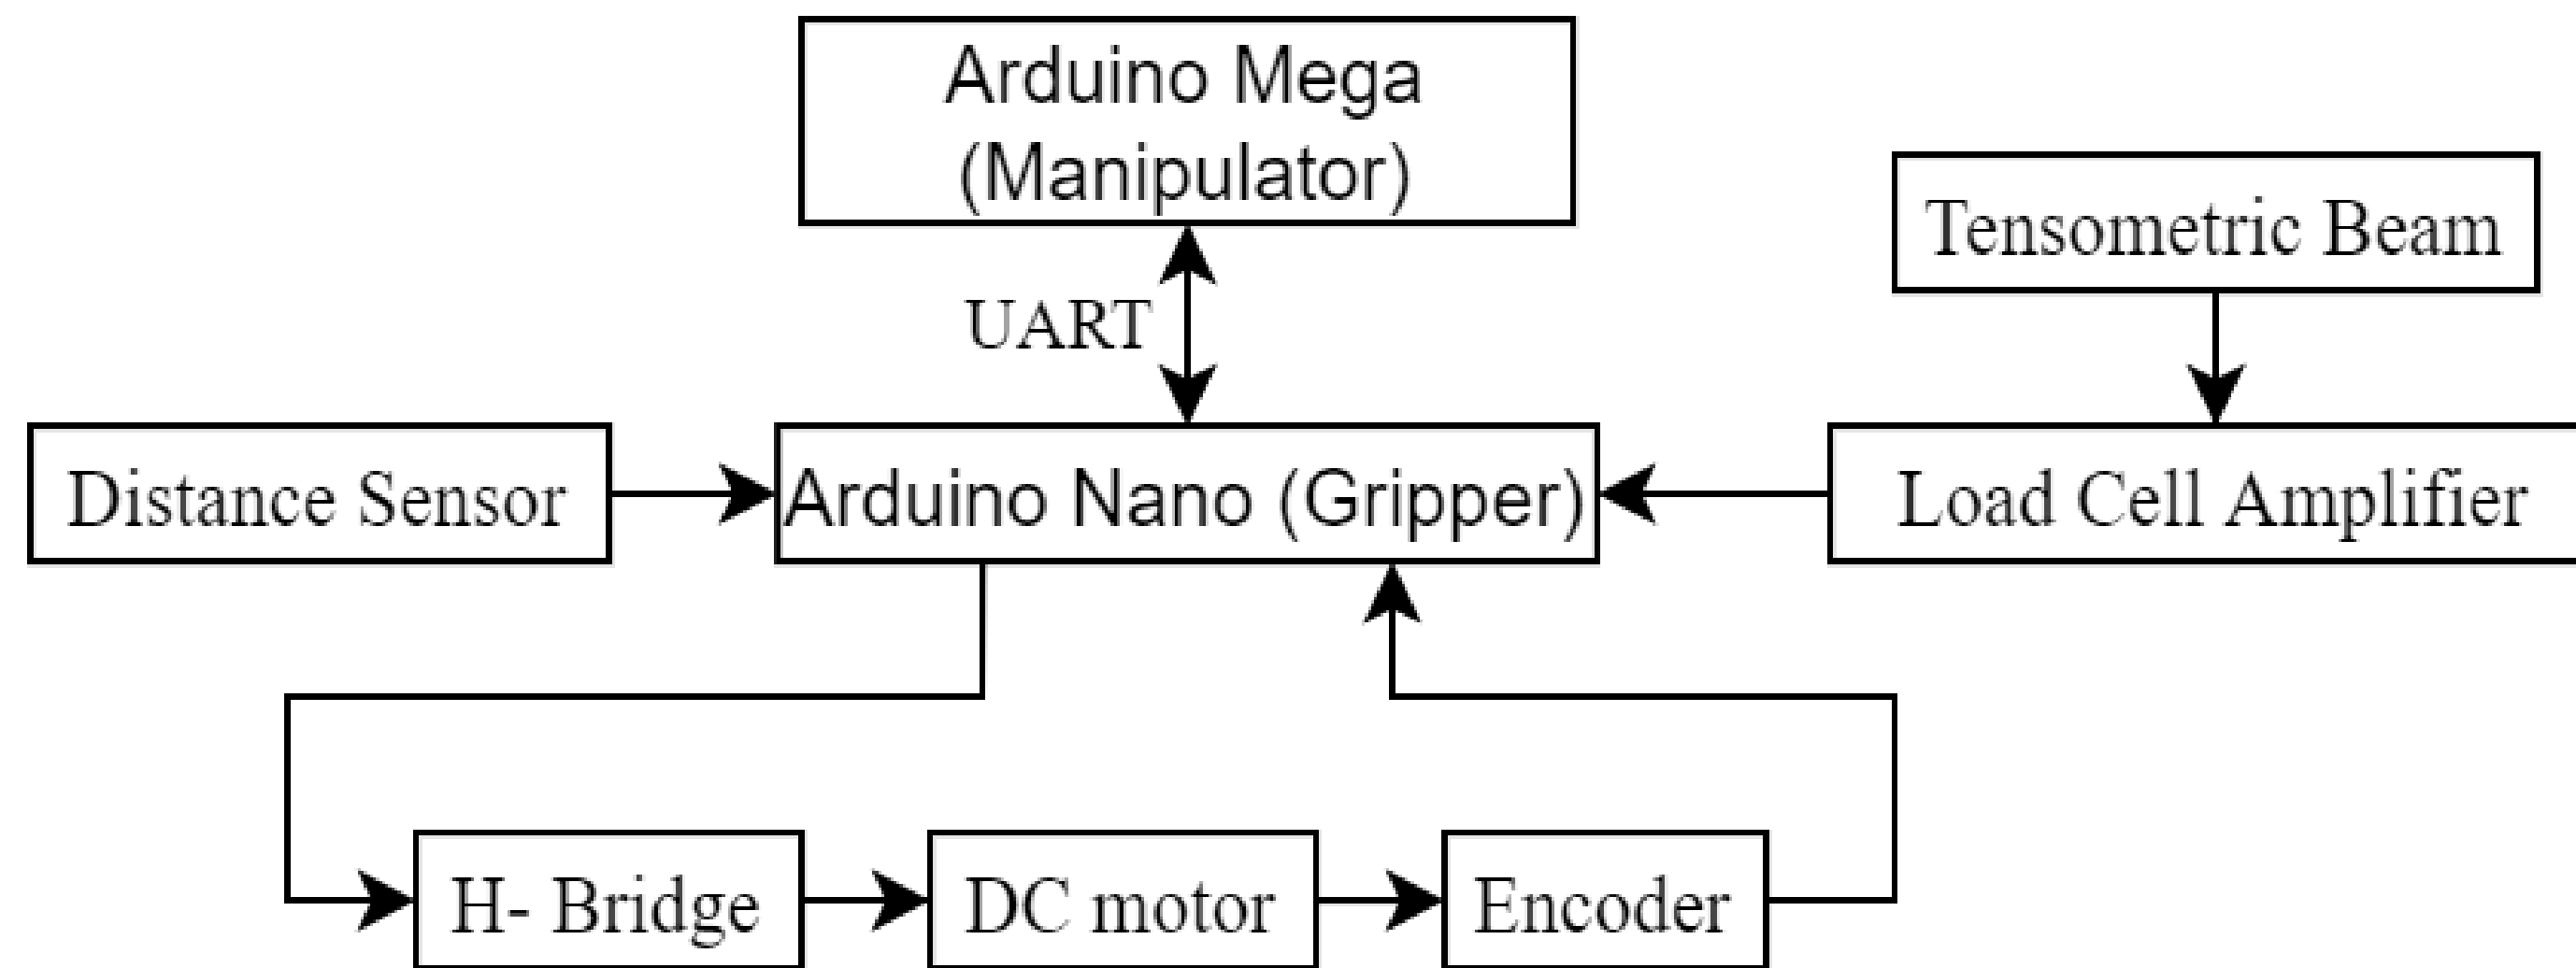 Arduino Mega
(Manipulator)
Tensometric Beam
UART
Distance Sensor
Arduino Nano (Gripper)
Load Cell Amplifier
H- Bridge
DC motor
Encoder